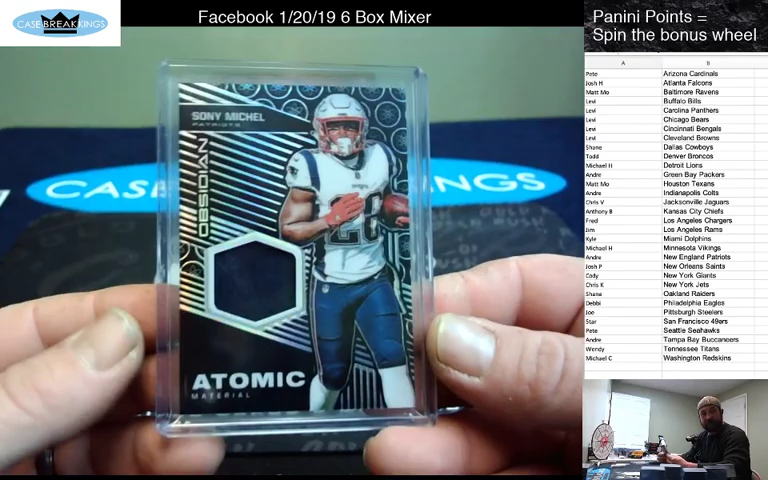 CASE BREAK KINGS
Facebook 1/20/19 6 Box Mixer
Panini Points =
Spin the bonus wheel
A B
Pete Arizona Cardinals
Josh H Atlanta Falcons
Matt Mo Baltimore Ravens
Levi Buffalo Bills
Levi Carolina Panthers
Levi Chicago Bears
Levi Cincinnati Bengals
Levi Cleveland Browns
Shane Dallas Cowboys
Todd Denver Broncos
Michael H Detroit Lions
Andre Green Bay Packers
Matt Mo Houston Texans
Andre Indianapolis Colts
Chris V Jacksonville Jaguars
Anthony B Kansas City Chiefs
Fred Los Angeles Chargers
Jim Los Angeles Rams
Kyle Miami Dolphins
Michael H Minnesota Vikings
Andre New England Patriots
Josh P New Orleans Saints
Cody New York Giants
Chris K New York Jets
Shane Oakland Raiders
Debbi Philadelphia Eagles
Joe Pittsburgh Steelers
Star San Francisco 49ers
Pete Seattle Seahawks
Andre Tampa Bay Buccaneers
Wendy Tennessee Titans
Michael C Washington Redskins
SONY MICHEL
PATRIOTS
OBSIDIAN
26
ATOMIC
MATERIAL
CASE KINGS